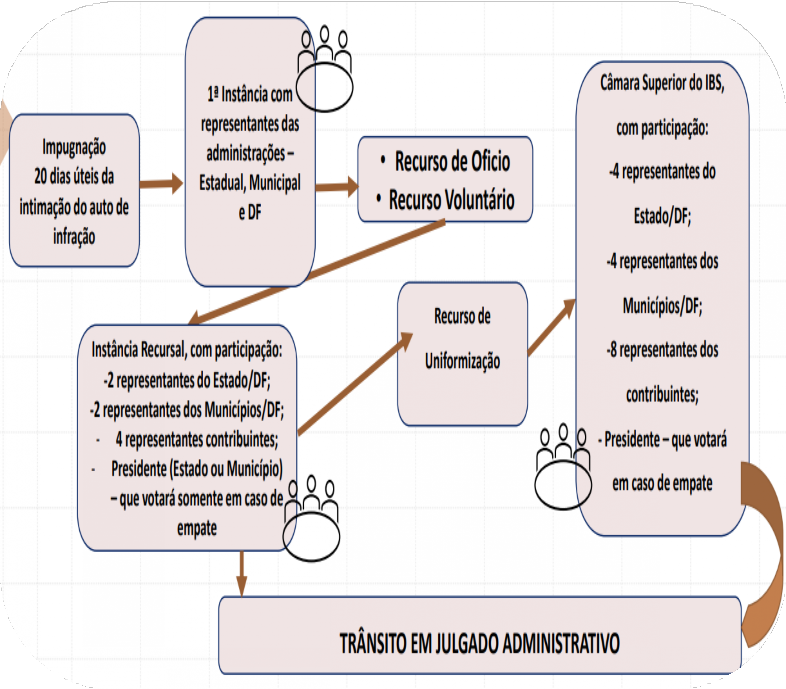 Impugnação
20 dias úteis da
intimação do auto de
infração
1ª Instância com
representantes das
administrações –
Estadual, Municipal
e DF
• Recurso de Oficio
• Recurso Voluntário
Instância Recursal, com participação:
-2 representantes do Estado/DF;
-2 representantes dos Municípios/DF;
- 4 representantes contribuintes;
- Presidente (Estado ou Município)
– que votará somente em caso de
empate
Recurso de
Uniformização
Câmara Superior do IBS,
com participação:
-4 representantes do
Estado/DF;
-4 representantes dos
Municípios/DF;
-8 representantes dos
contribuintes;
- Presidente – que votará
em caso de empate
TRÂNSITO EM JULGADO ADMINISTRATIVO